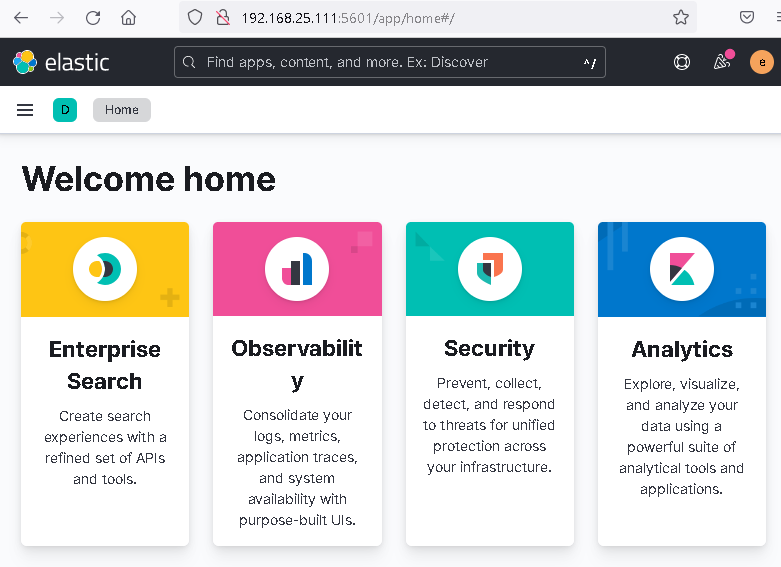 192.168.25.111:5601/app/home#/
elastic
Find apps, content, and more. Ex: Discover
^/
e
D
Home
Welcome home
Enterprise
Search
Create search
experiences with a
refined set of APIs
and tools.
Observabilit
y
Consolidate your
logs, metrics,
application traces,
and system
availability with
purpose-built UIs.
Security
Prevent, collect,
detect, and respond
to threats for unified
protection across
your infrastructure.
Analytics
Explore, visualize,
and analyze your
data using a
powerful suite of
analytical tools and
applications.